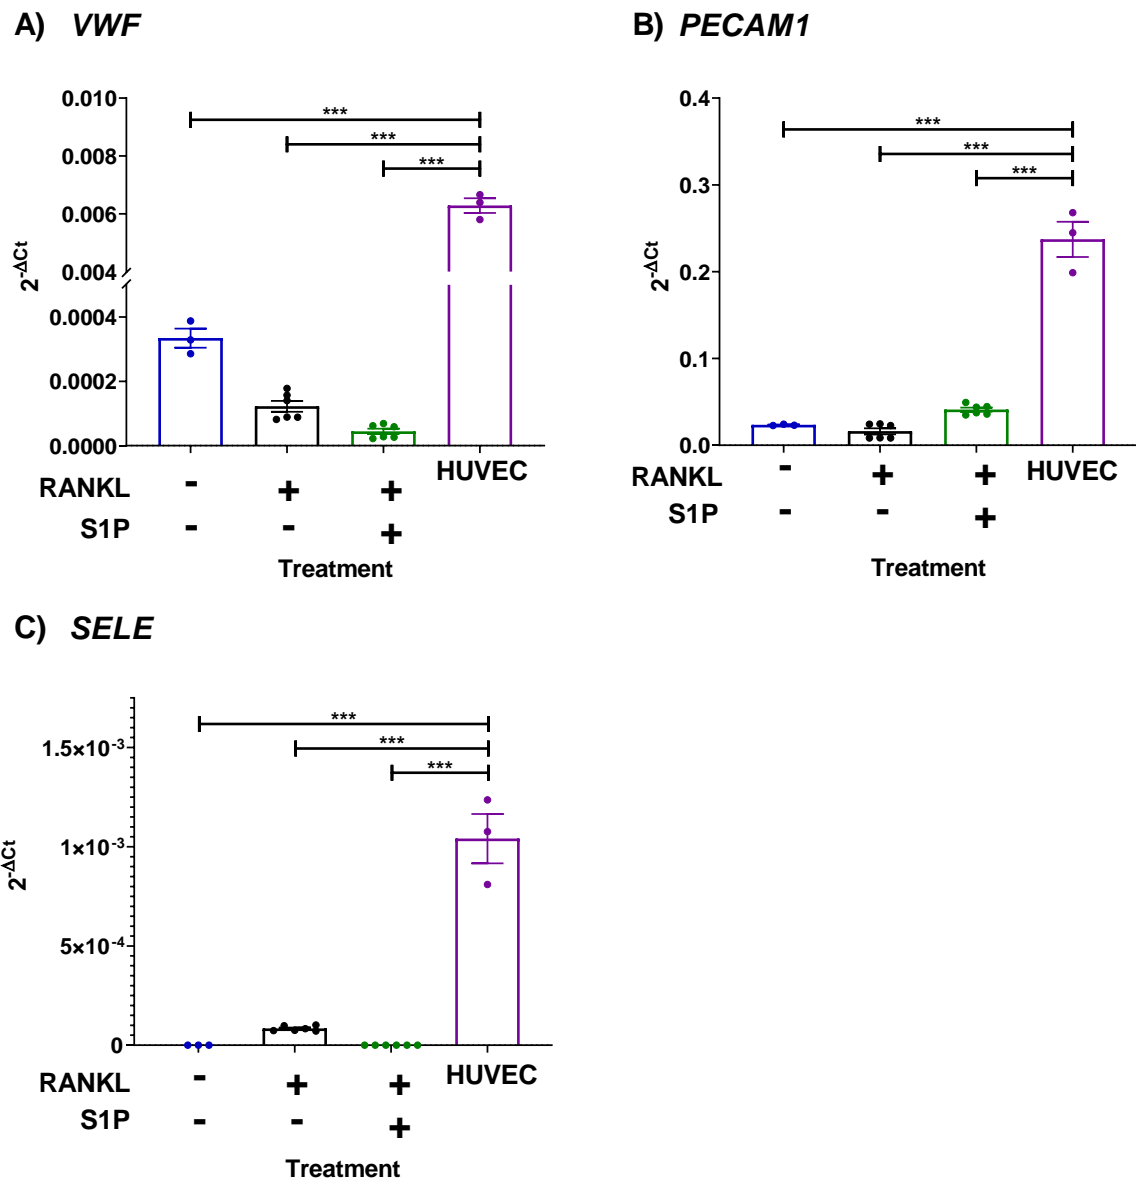 A) VWF
0.010
0.008
0.006
0.004
0.0004
0.0002
0.0000
2^-ΔCt
***
***
***
HUVEC
RANKL - + +
S1P - - +
Treatment
B) PECAM1
0.4
0.3
0.2
0.1
0.0
2^-ΔCt
***
***
***
HUVEC
RANKL - + +
S1P - - +
Treatment
C) SELE
1.5×10^-3
1×10^-3
5×10^-4
0
2^-ΔCt
***
***
***
HUVEC
RANKL - + +
S1P - - +
Treatment